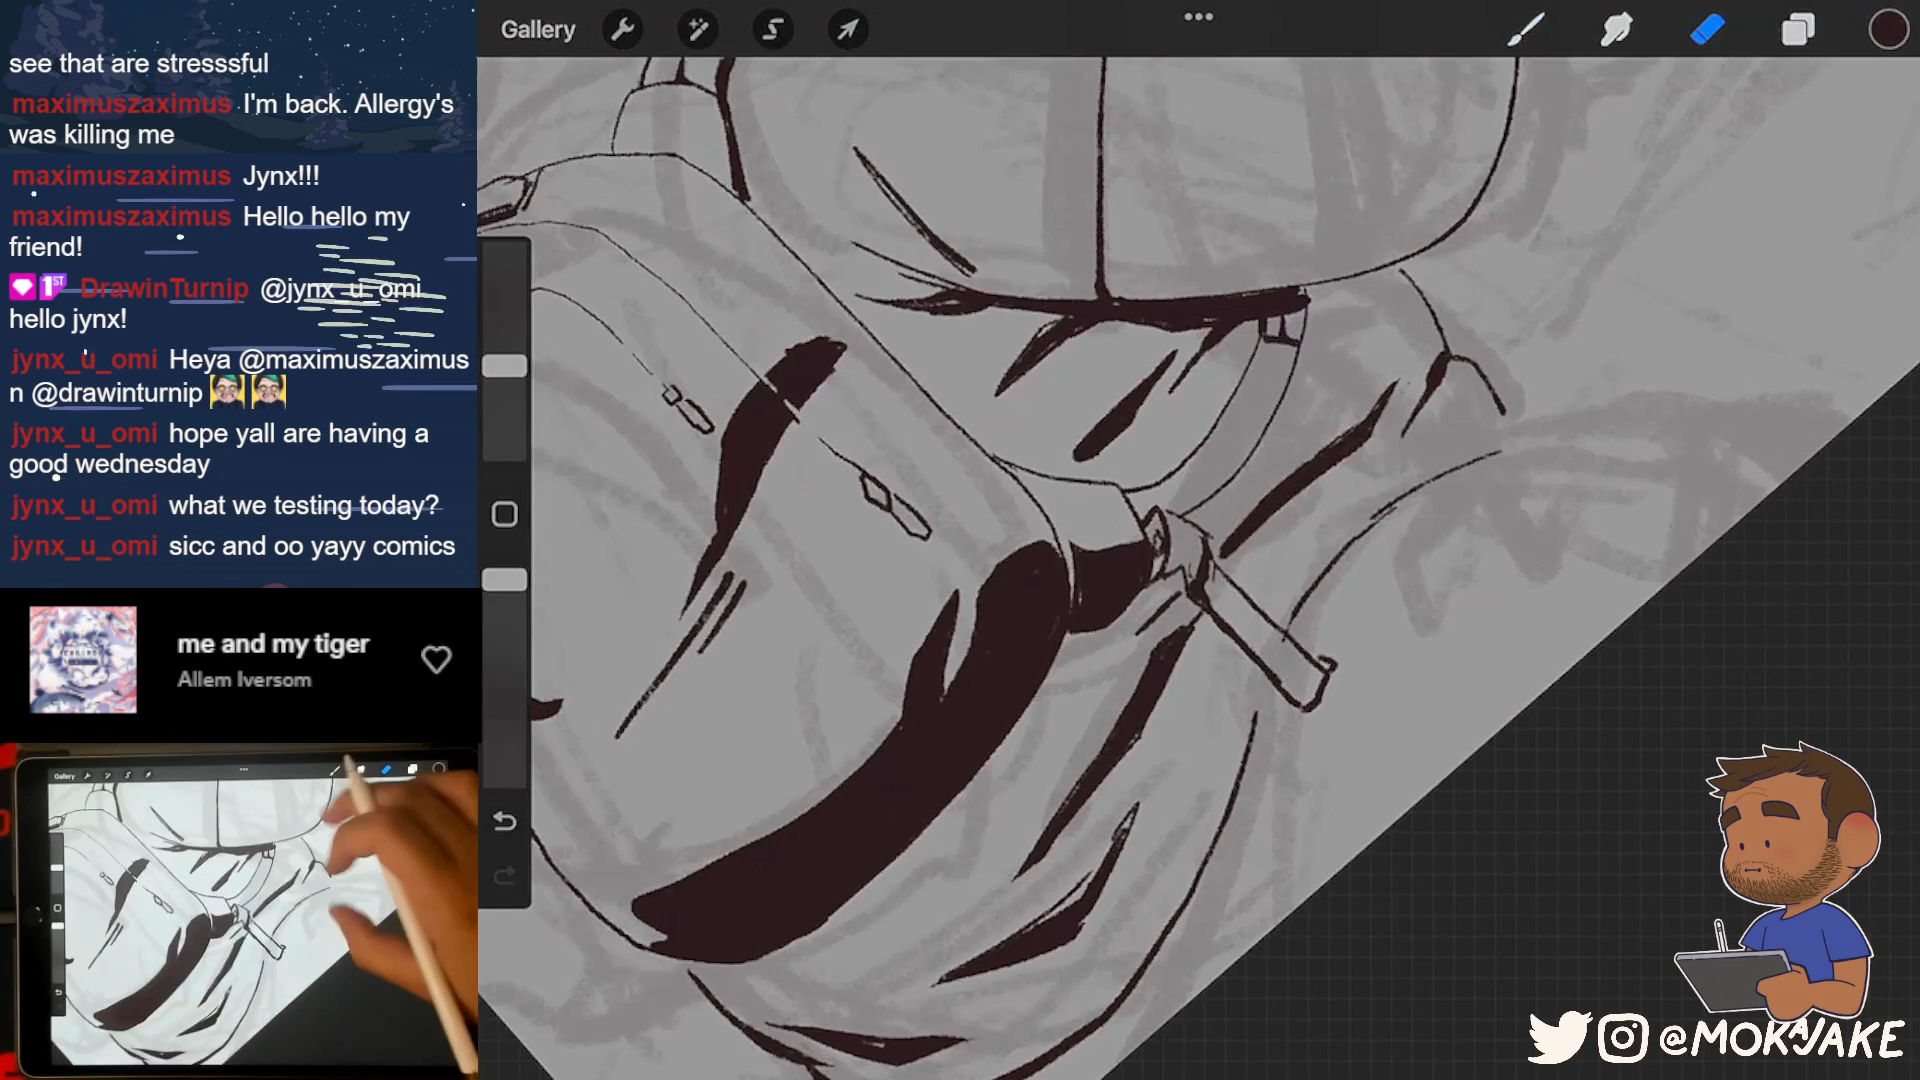 see that are stresssful
maximuszaximus I'm back. Allergy's
was killing me
maximuszaximus Jynx!!!
maximuszaximus Hello hello my
friend!
1ST DrawinTurnip @jynx_u_omi
hello jynx!
jynx_u_omi Heya @maximuszaximus
n @drawinturnip
jynx_u_omi hope yall are having a
good wednesday
jynx_u_omi what we testing today?
jynx_u_omi sicc and oo yayy comics
me and my tiger
Allem Iversom
Gallery
Gallery
@MOKAJAKE